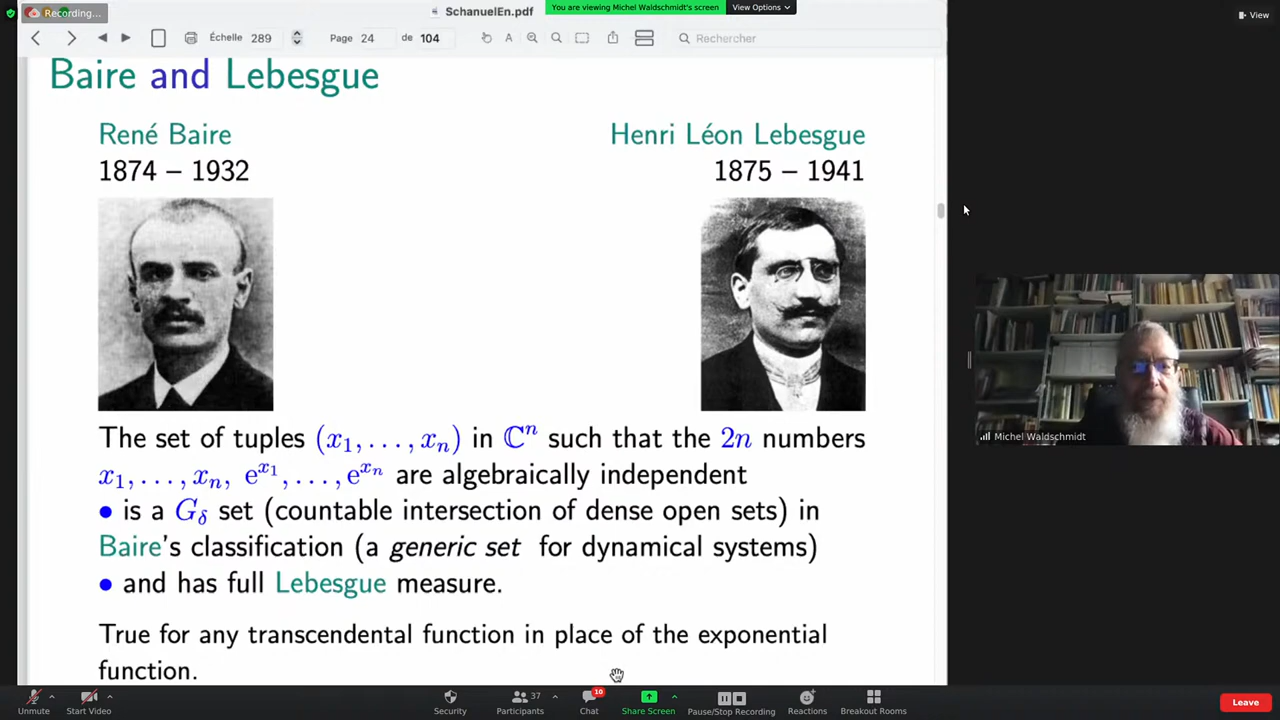 Recording...
SchanuelEn.pdf
You are viewing Michel Waldschmidt's screen
View Options
View
Échelle 289
Page 24 de 104
A
Rechercher
Baire and Lebesgue
René Baire
1874 – 1932
Henri Léon Lebesgue
1875 – 1941
The set of tuples (x₁, . . . , xₙ) in ℂⁿ such that the 2n numbers
x₁, . . . , xₙ, e^{x₁}, . . . , e^{xₙ} are algebraically independent
• is a G_δ set (countable intersection of dense open sets) in
Baire's classification (a generic set for dynamical systems)
• and has full Lebesgue measure.
True for any transcendental function in place of the exponential
function.
Michel Waldschmidt
Unmute
Start Video
Security
Participants
37
Chat
10
Share Screen
Pause/Stop Recording
Reactions
Breakout Rooms
Leave